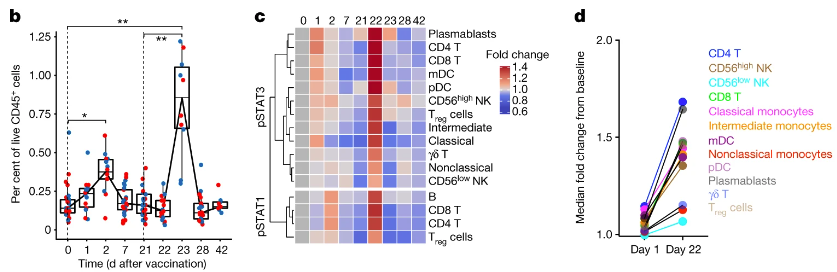 b
Per cent of live CD45+ cells
1.25
1.00
0.75
0.50
0.25
0
**
**
*
0 1 2 7 21 22 23 28 42
Time (d after vaccination)
c
0 1 2 7 21 22 23 28 42
pSTAT3
Plasmablasts
CD4 T
CD8 T
mDC
pDC
CD56high NK
Treg cells
Intermediate
Classical
γδ T
Nonclassical
CD56low NK
pSTAT1
B
CD8 T
CD4 T
Treg cells
Fold change
1.4
1.2
1.0
0.8
0.6
d
Median fold change from baseline
2.0
1.5
1.0
Day 1 Day 22
CD4 T
CD56high NK
CD56low NK
CD8 T
Classical monocytes
Intermediate monocytes
mDC
Nonclassical monocytes
pDC
Plasmablasts
γδ T
Treg cells